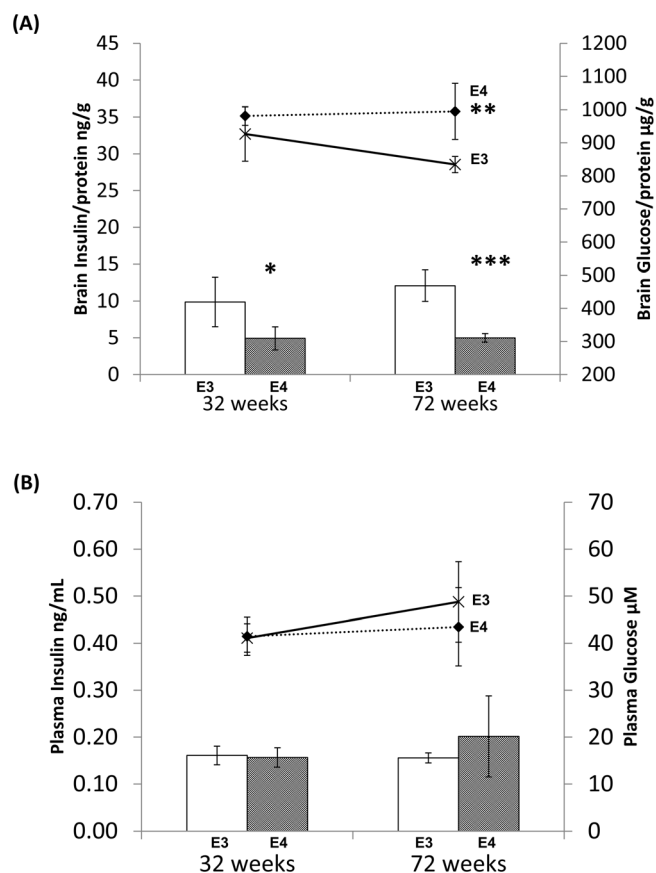 (A)
Brain Insulin/protein ng/g
45
40
35
30
25
20
15
10
5
0
1200
1100
1000
900
800
700
600
500
400
300
200
Brain Glucose/protein μg/g
E4
**
E3
*
***
E3 E4 E3 E4
32 weeks 72 weeks
(B)
Plasma Insulin ng/mL
0.70
0.60
0.50
0.40
0.30
0.20
0.10
0.00
70
60
50
40
30
20
10
0
Plasma Glucose μM
E3
E4
E3 E4 E3 E4
32 weeks 72 weeks